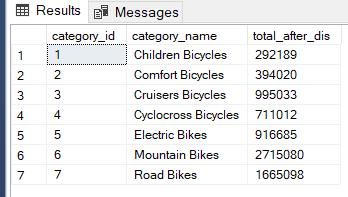 Results Messages
category_id category_name total_after_dis
1 1 Children Bicycles 292189
2 2 Comfort Bicycles 394020
3 3 Cruisers Bicycles 995033
4 4 Cyclocross Bicycles 711012
5 5 Electric Bikes 916685
6 6 Mountain Bikes 2715080
7 7 Road Bikes 1665098